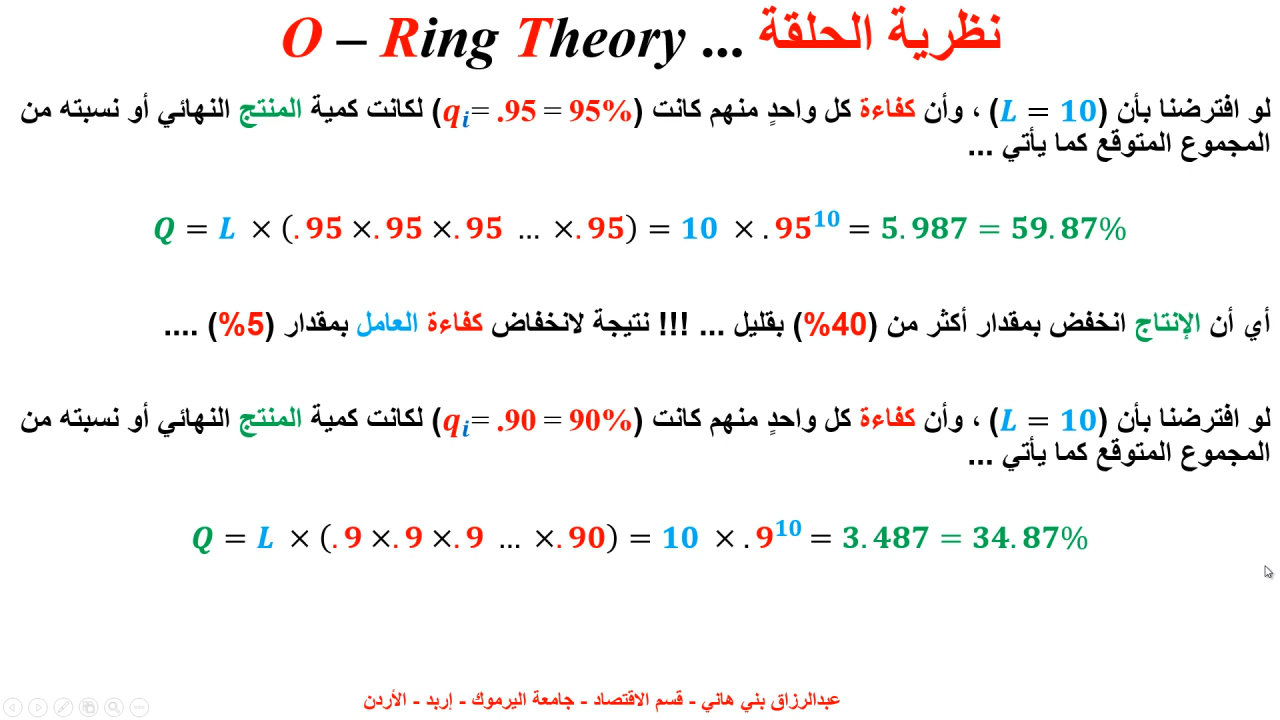 نظرية الحلقة ... O – Ring Theory
لو افترضنا بأن (L = 10) ، وأن كفاءة كل واحدٍ منهم كانت (qᵢ= .95 = 95%) لكانت كمية المنتج النهائي أو نسبته من
المجموع المتوقع كما يأتي ...
Q = L × (.95 ×.95 ×.95 ... ×.95) = 10 × .95¹⁰ = 5.987 = 59.87%
أي أن الإنتاج انخفض بمقدار أكثر من (40%) بقليل ... !!! نتيجة لانخفاض كفاءة العامل بمقدار (5%) ....
لو افترضنا بأن (L = 10) ، وأن كفاءة كل واحدٍ منهم كانت (qᵢ= .90 = 90%) لكانت كمية المنتج النهائي أو نسبته من
المجموع المتوقع كما يأتي ...
Q = L × (.9 ×.9 ×.9 ... ×.90) = 10 × .9¹⁰ = 3.487 = 34.87%
عبدالرزاق بني هاني - قسم الاقتصاد - جامعة اليرموك - إربد - الأردن